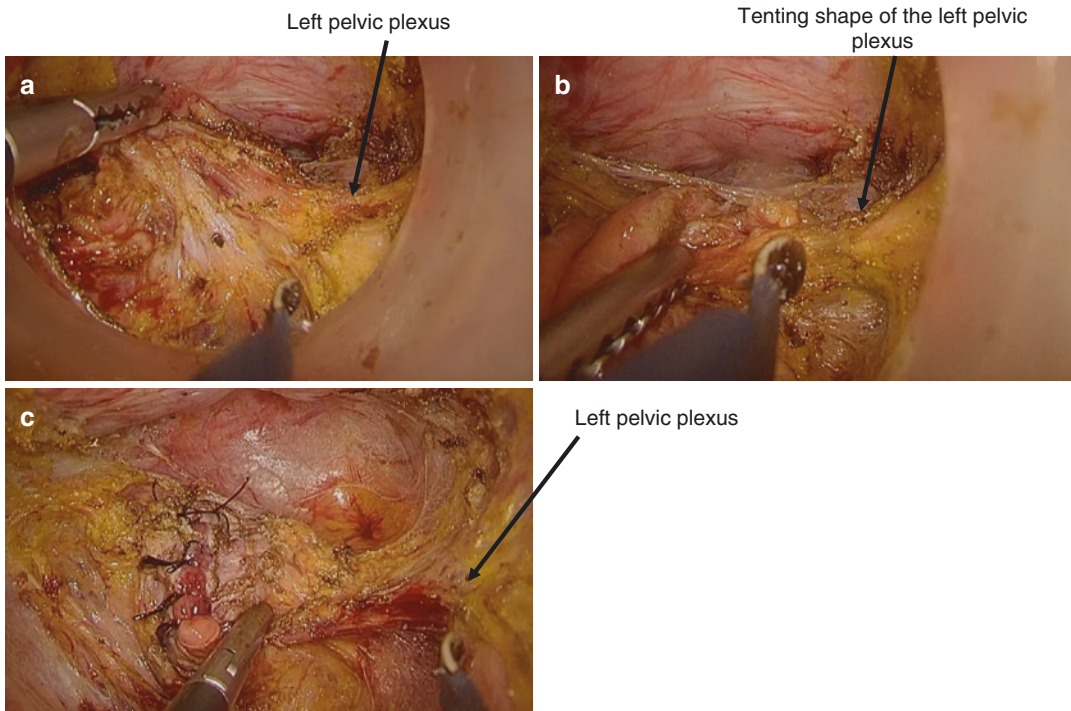 Left pelvic plexus
Tenting shape of the left pelvic
plexus
a
b
c
Left pelvic plexus